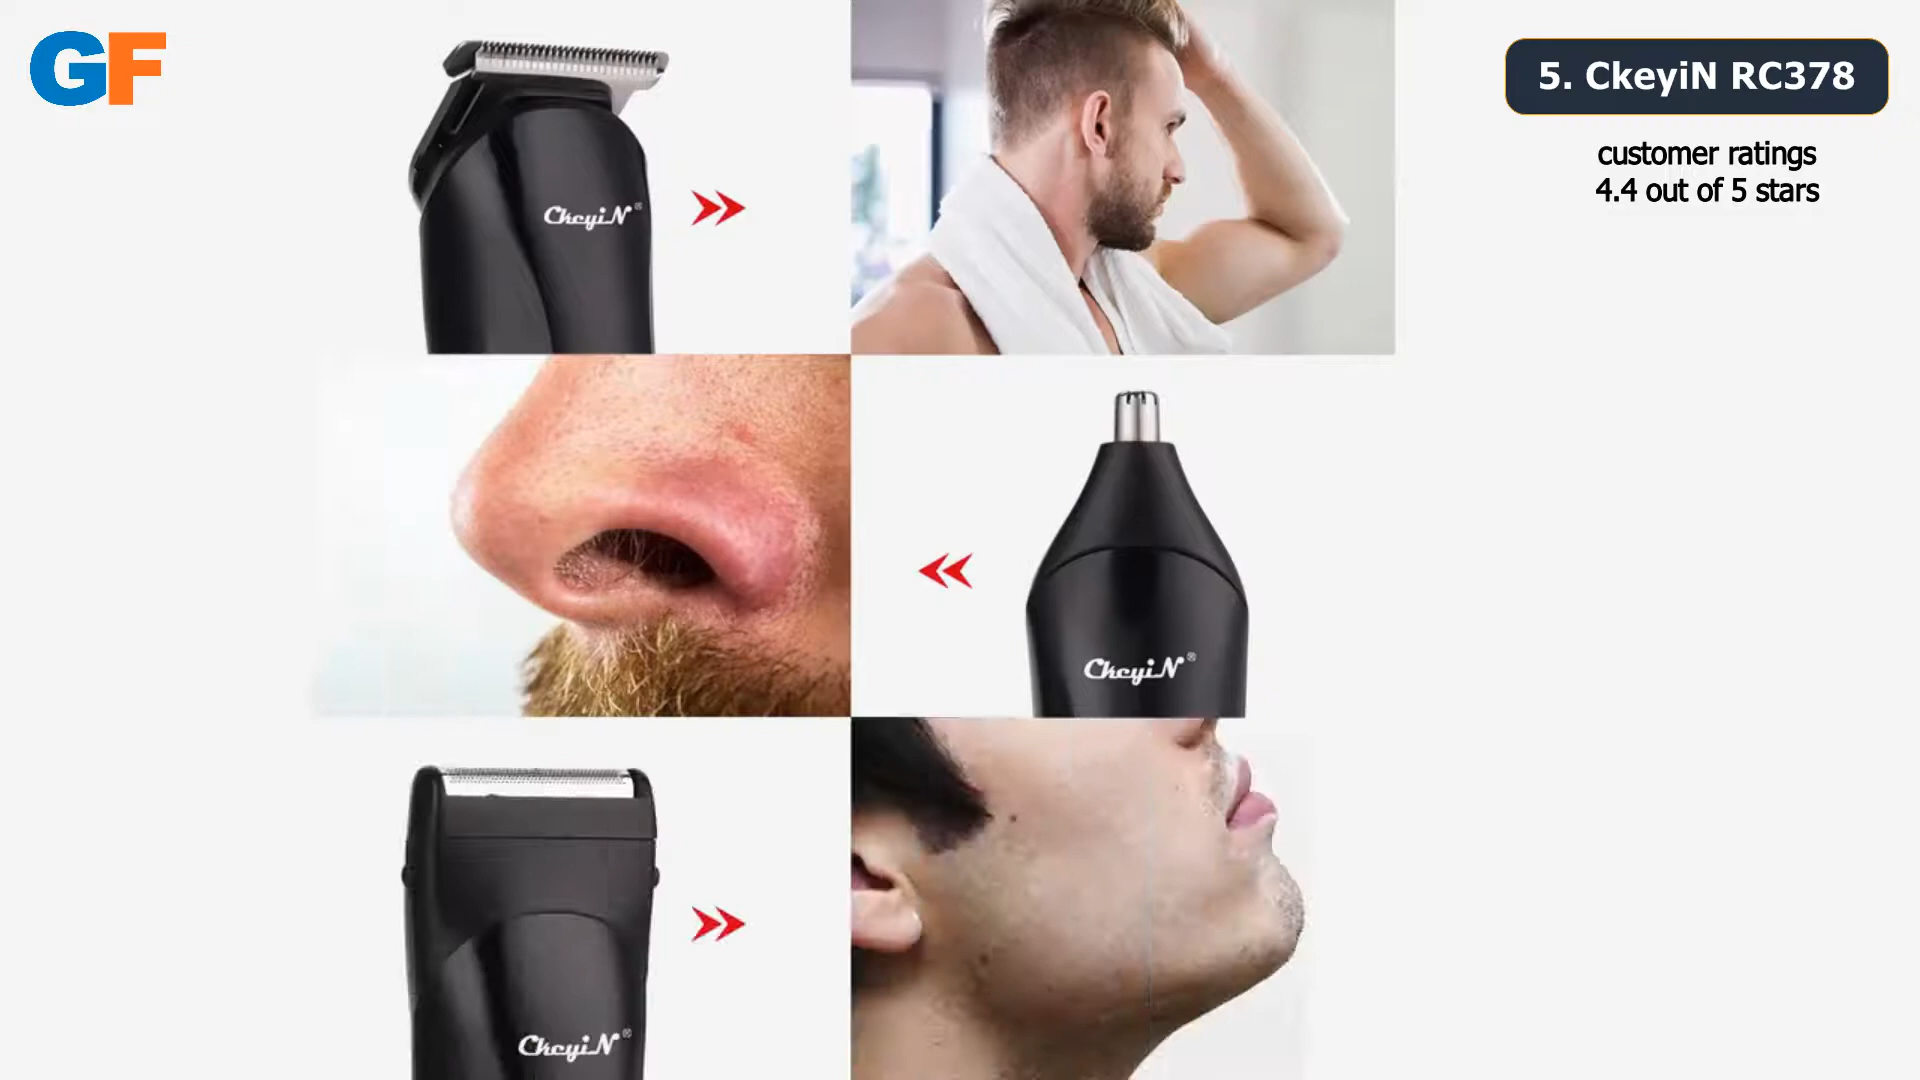 GF
5. CkeyiN RC378
customer ratings
4.4 out of 5 stars
CkeyiN®
CkeyiN®
CkeyiN®